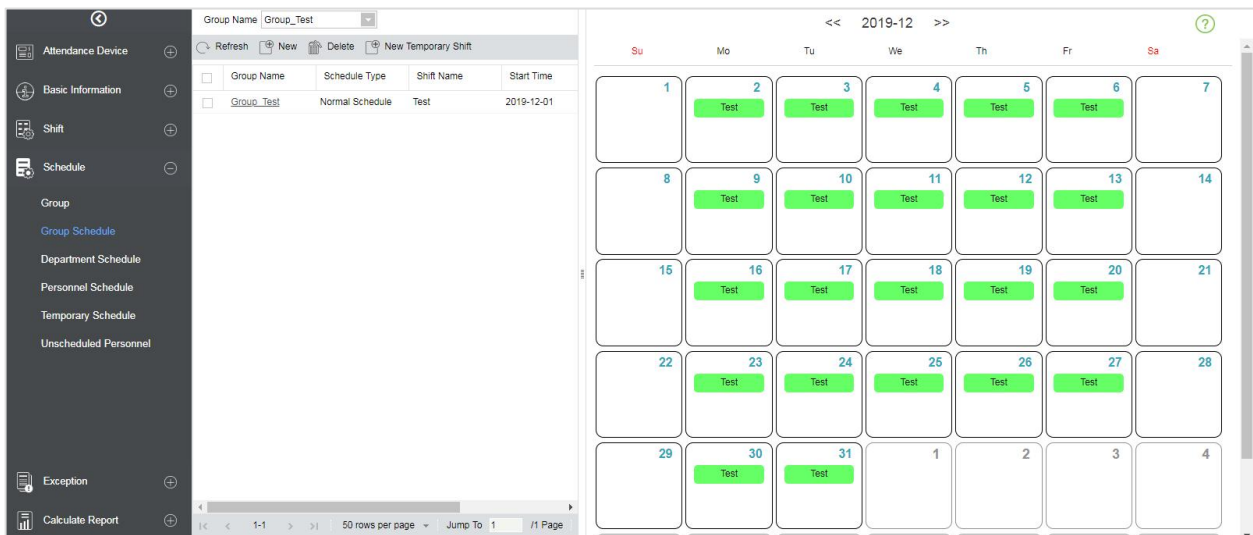 Attendance Device
Basic Information
Shift
Schedule
Group
Group Schedule
Department Schedule
Personnel Schedule
Temporary Schedule
Unscheduled Personnel
Exception
Calculate Report
Group Name Group_Test
Refresh New Delete New Temporary Shift
Group Name Schedule Type Shift Name Start Time
Group_Test Normal Schedule Test 2019-12-01
|< < 1-1 > >| 50 rows per page Jump To 1 /1 Page
<< 2019-12 >> ?
Su Mo Tu We Th Fr Sa
1 2 3 4 5 6 7
Test Test Test Test Test
8 9 10 11 12 13 14
Test Test Test Test Test
15 16 17 18 19 20 21
Test Test Test Test Test
22 23 24 25 26 27 28
Test Test Test Test Test
29 30 31 1 2 3 4
Test Test